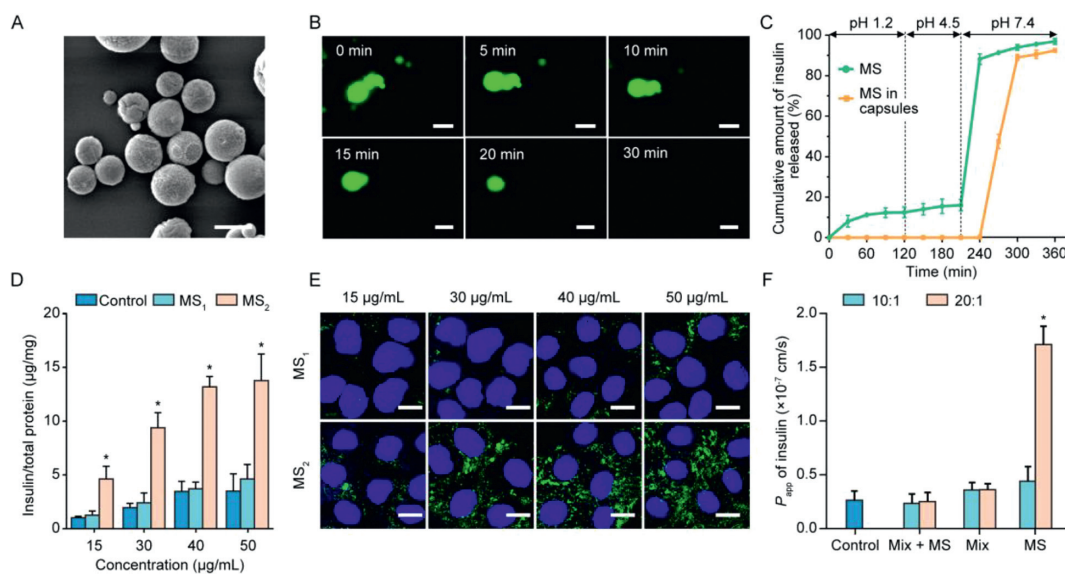 A
B
0 min
5 min
10 min
15 min
20 min
30 min
C
pH 1.2
pH 4.5
pH 7.4
Cumulative amount of insulin
released (%)
100
80
60
40
20
0
MS
MS in
capsules
0
60
120
180
240
300
360
Time (min)
D
Control
MS₁
MS₂
Insulin/total protein (µg/mg)
20
15
10
5
0
*
*
*
*
15
30
40
50
Concentration (µg/mL)
E
15 µg/mL
30 µg/mL
40 µg/mL
50 µg/mL
MS₁
MS₂
F
10:1
20:1
Papp of insulin (×10⁻⁷ cm/s)
2.0
1.5
1.0
0.5
0
*
Control
Mix + MS
Mix
MS